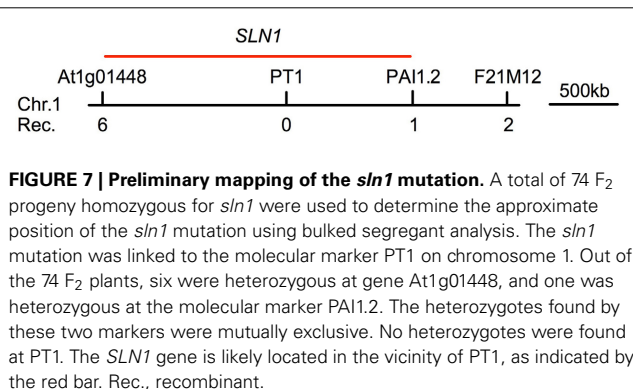 SLN1
At1g01448 PT1 PAI1.2 F21M12
500kb
Chr.1
Rec. 6 0 1 2
FIGURE 7 | Preliminary mapping of the sln1 mutation. A total of 74 F2
progeny homozygous for sln1 were used to determine the approximate
position of the sln1 mutation using bulked segregant analysis. The sln1
mutation was linked to the molecular marker PT1 on chromosome 1. Out of
the 74 F2 plants, six were heterozygous at gene At1g01448, and one was
heterozygous at the molecular marker PAI1.2. The heterozygotes found by
these two markers were mutually exclusive. No heterozygotes were found
at PT1. The SLN1 gene is likely located in the vicinity of PT1, as indicated by
the red bar. Rec., recombinant.